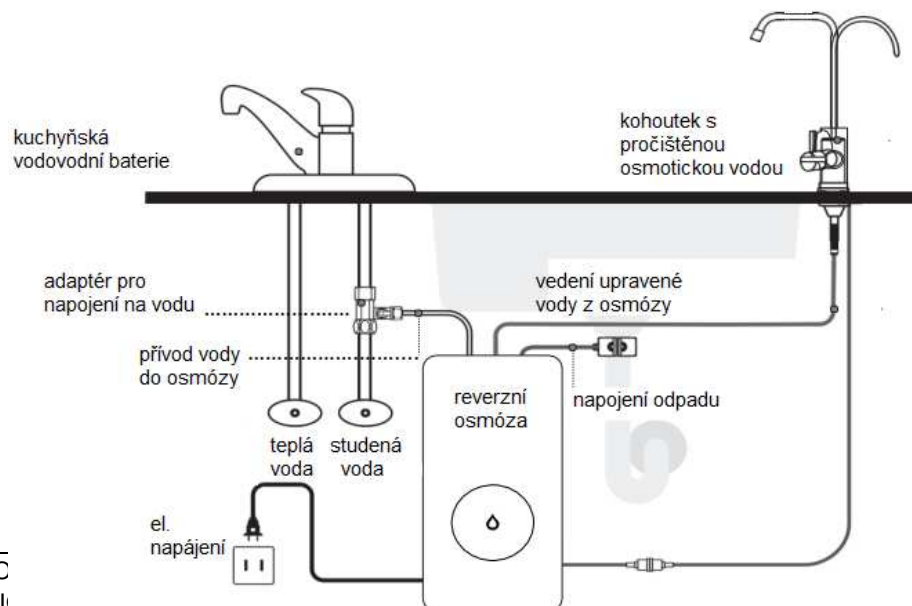 kuchyňská
vodovodní baterie
kohoutek s
pročištěnou
osmotickou vodou
adaptér pro
napojení na vodu
vedení upravené
vody z osmózy
přívod vody
do osmózy
reverzní
osmóza
napojení odpadu
teplá
voda
studená
voda
el.
napájení